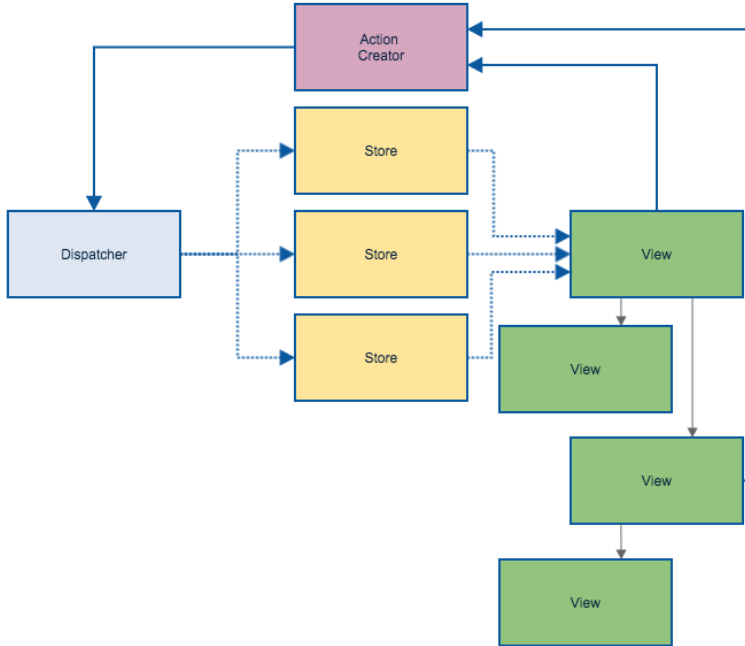 Action
Creator
Store
Dispatcher
Store
View
Store
View
View
View